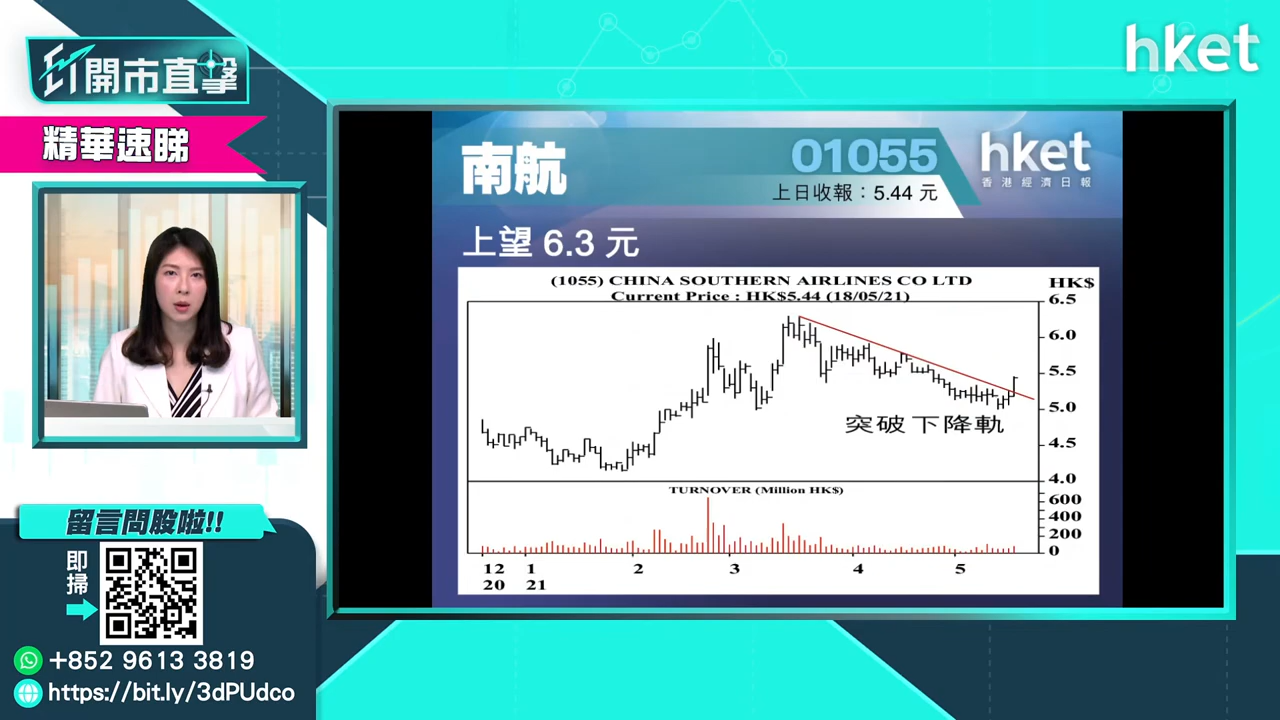 ET開市直擊
hket
精華速睇
南航
01055
上日收報：5.44 元
hket
香港經濟日報
上望 6.3 元
(1055) CHINA SOUTHERN AIRLINES CO LTD
Current Price : HK$5.44 (18/05/21)
HK$
6.5
6.0
5.5
5.0
4.5
4.0
突破下降軌
TURNOVER (Million HK$)
600
400
200
0
12 1 2 3 4 5
20 21
留言問股啦!!
即掃
+852 9613 3819
https://bit.ly/3dPUdco